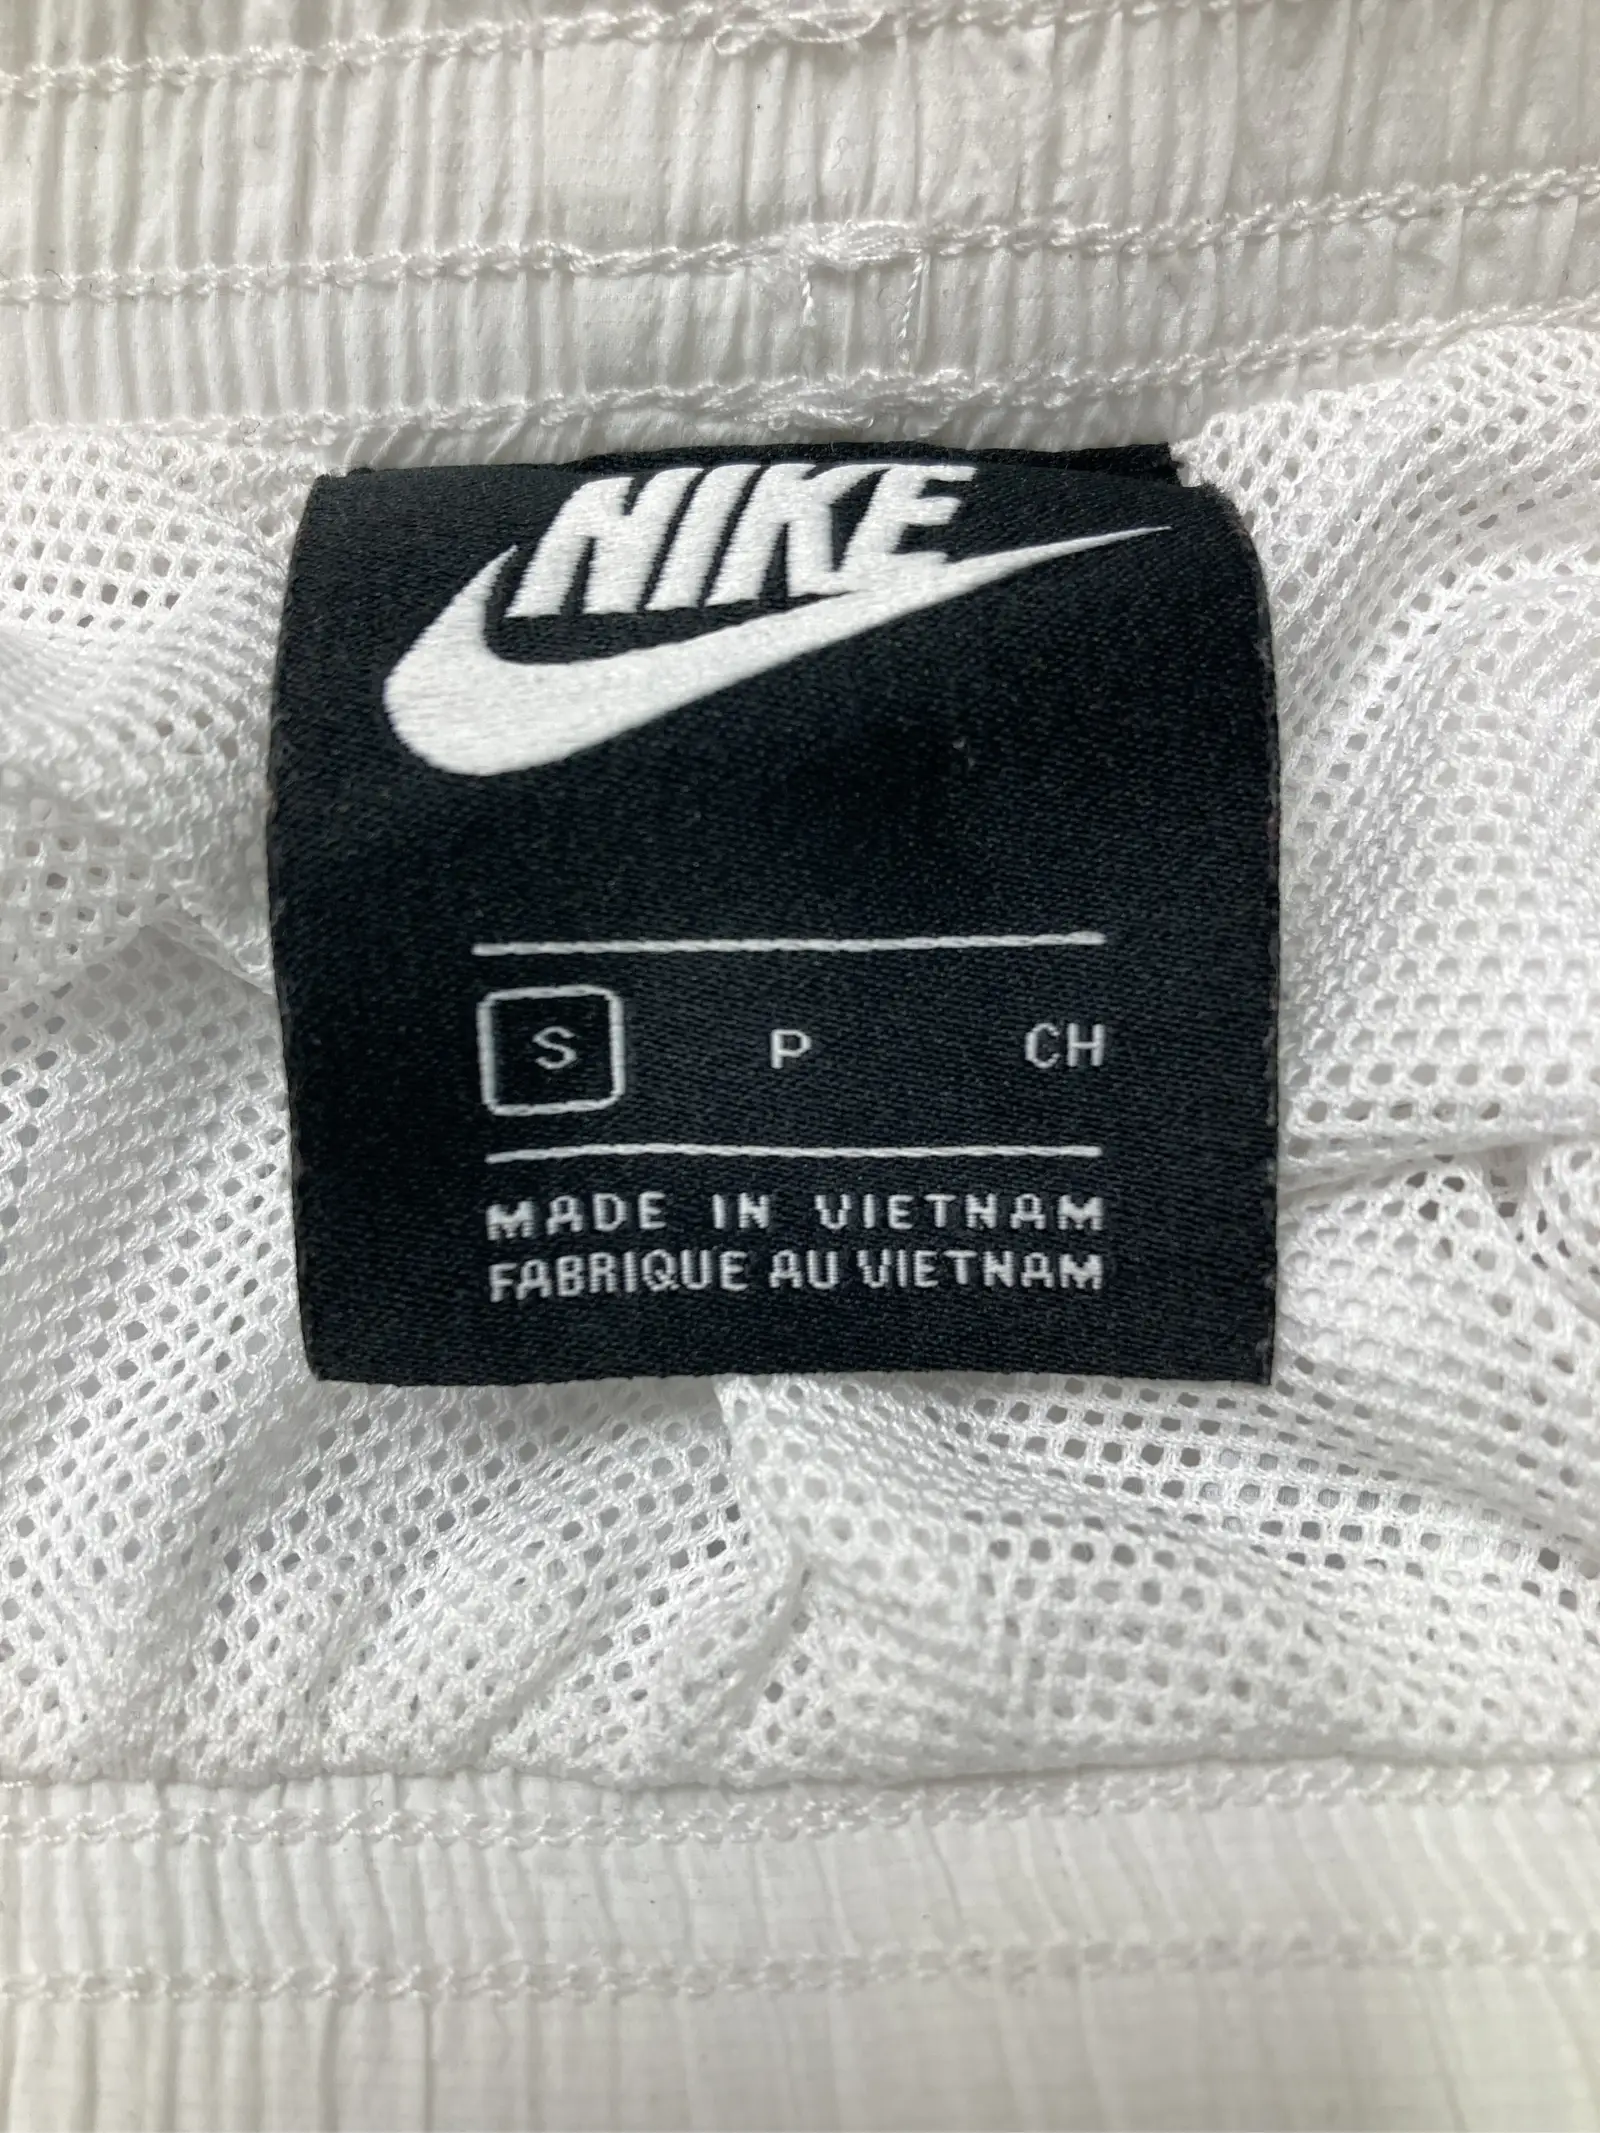 NIKE
S P CH
MADE IN VIETNAM
FABRIQUE AU VIETNAM